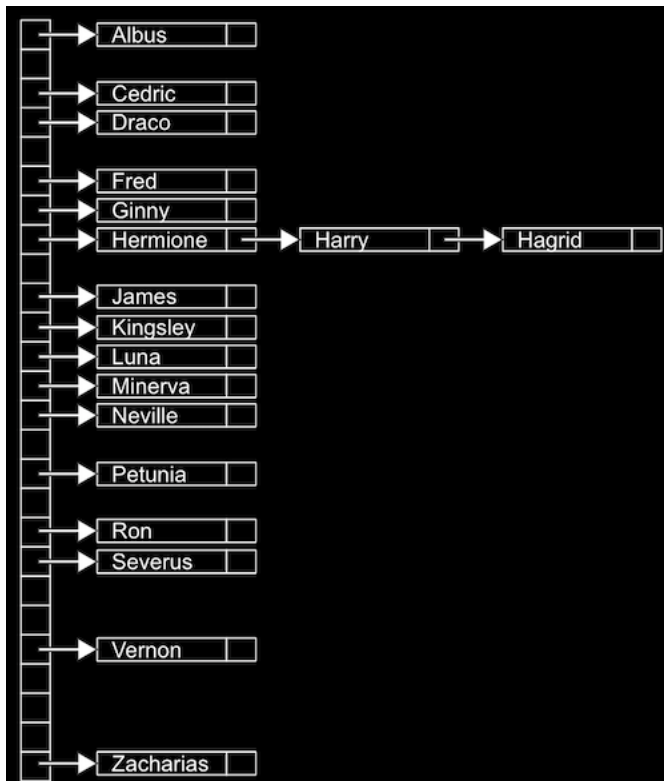 Albus
Cedric
Draco
Fred
Ginny
Hermione Harry Hagrid
James
Kingsley
Luna
Minerva
Neville
Petunia
Ron
Severus
Vernon
Zacharias